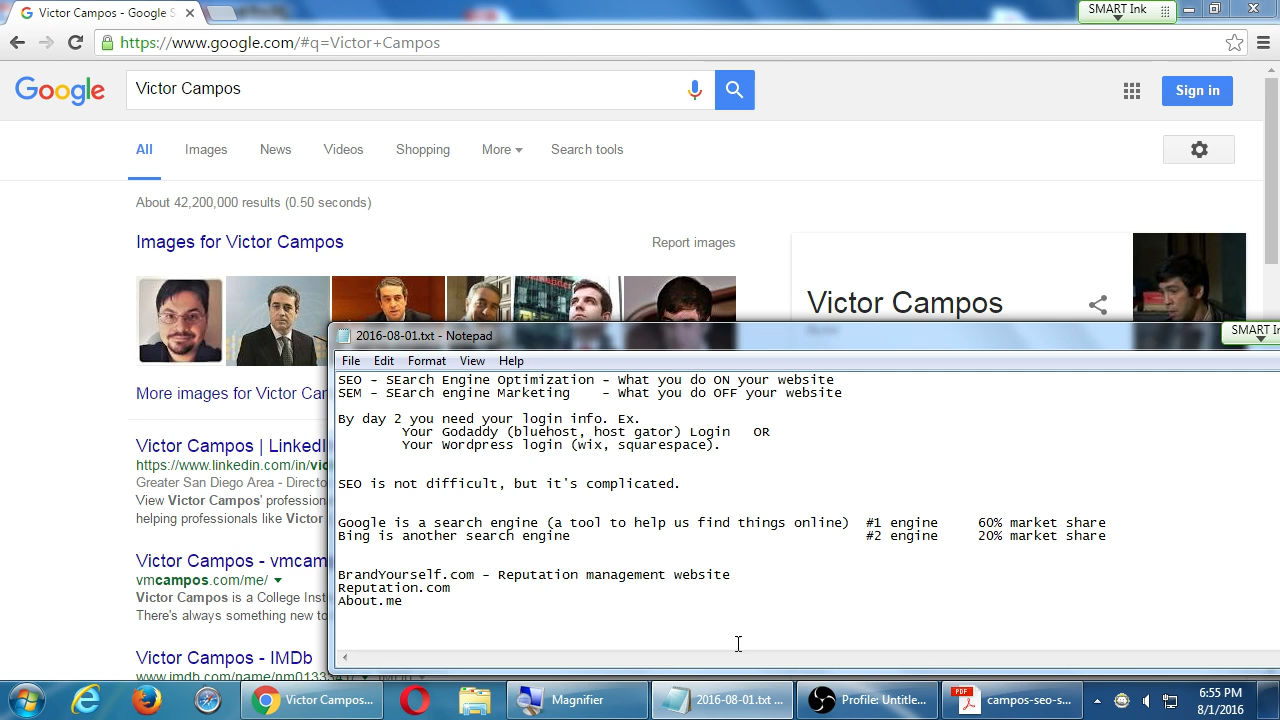 Victor Campos - Google S
SMART Ink
https://www.google.com/#q=Victor+Campos
Google
Victor Campos
Sign in
All Images News Videos Shopping More Search tools
About 42,200,000 results (0.50 seconds)
Images for Victor Campos
Report images
Victor Campos
2016-08-01.txt - Notepad
SMART In
File Edit Format View Help
More images for Victor Car
SEO - SEarch Engine Optimization - What you do ON your website
SEM - SEarch engine Marketing - What you do OFF your website
By day 2 you need your login info. Ex.
Your Godaddy (bluehost, host gator) Login OR
Your wordpress login (wix, squarespace).
SEO is not difficult, but it's complicated.
Google is a search engine (a tool to help us find things online) #1 engine 60% market share
Bing is another search engine #2 engine 20% market share
BrandYourself.com - Reputation management website
Reputation.com
About.me
Victor Campos | LinkedI
https://www.linkedin.com/in/vic
Greater San Diego Area - Directo
View Victor Campos' profession
helping professionals like Victor
Victor Campos - vmcam
vmcampos.com/me/
Victor Campos is a College Inst
There's always something new to
Victor Campos - IMDb
Victor Campos...
Magnifier
2016-08-01.txt ...
Profile: Untitle...
campos-seo-s...
6:55 PM
8/1/2016